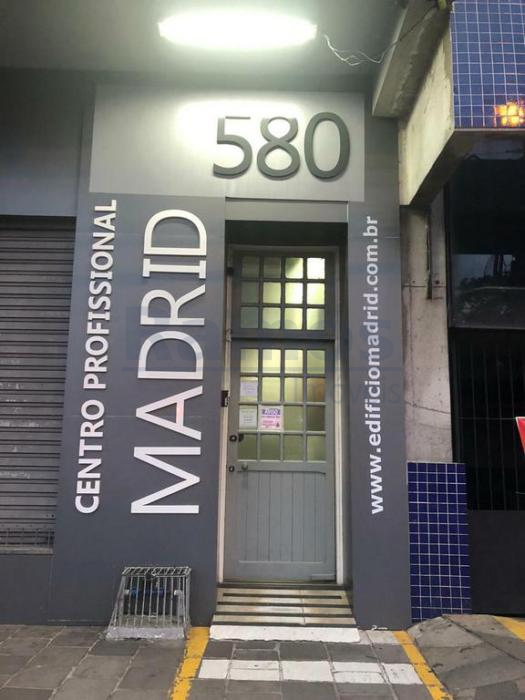 580
CENTRO PROFISSIONAL
MADRID
www.edificiomadrid.com.br